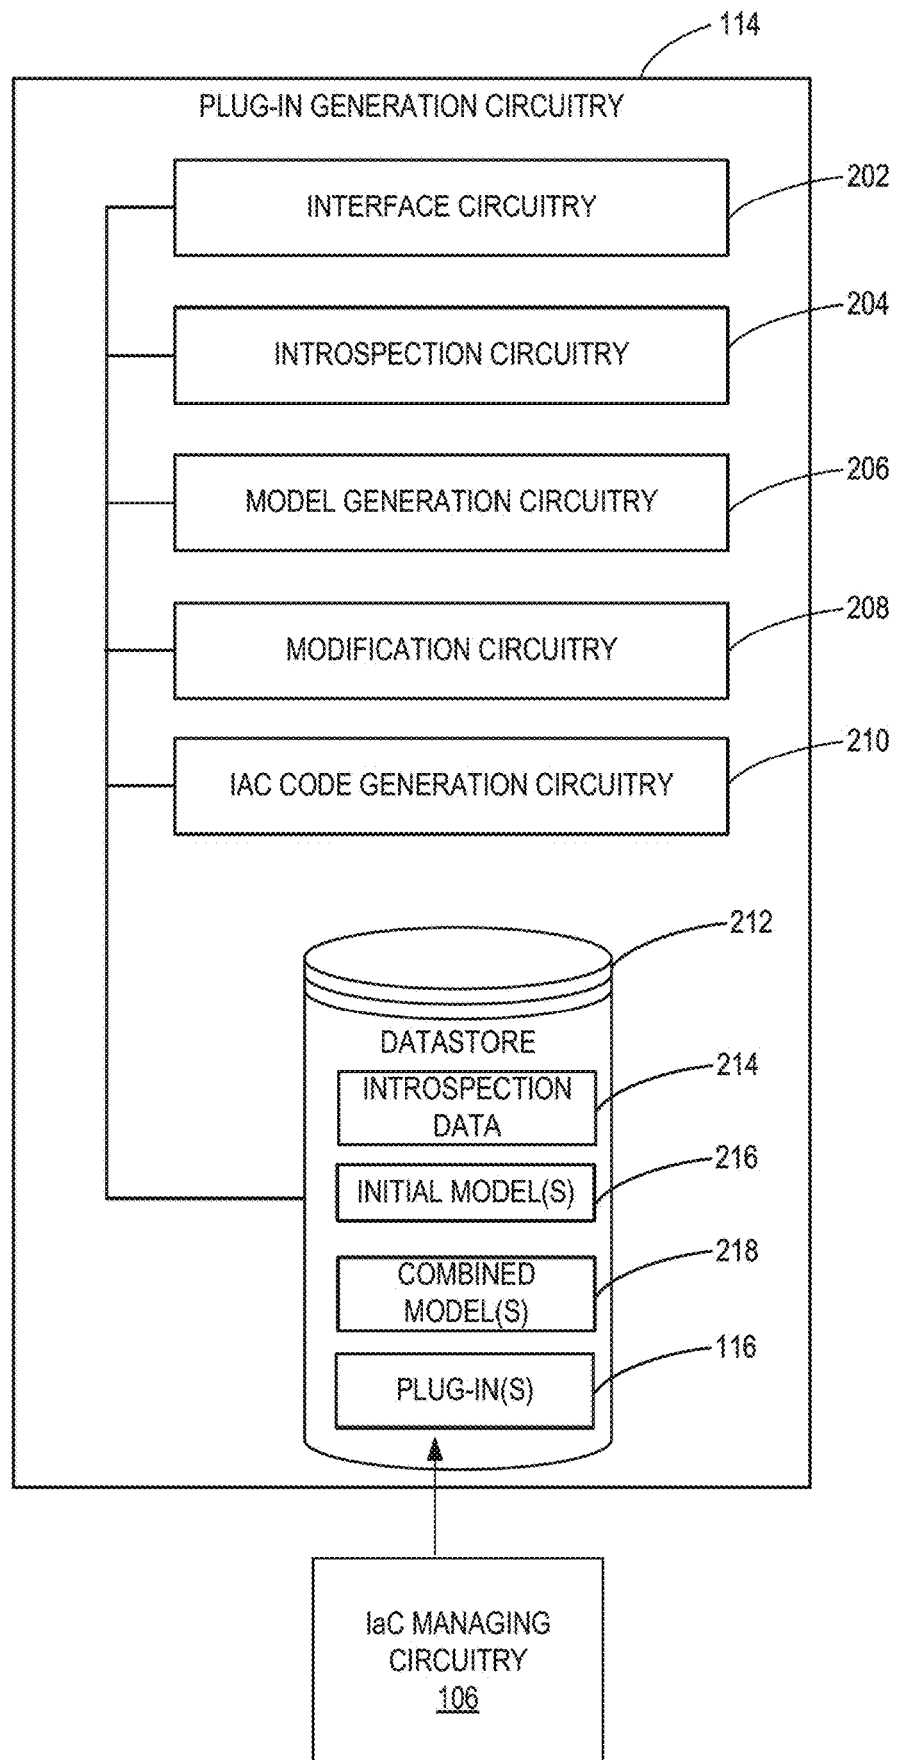 114
PLUG-IN GENERATION CIRCUITRY
INTERFACE CIRCUITRY
202
INTROSPECTION CIRCUITRY
204
MODEL GENERATION CIRCUITRY
206
MODIFICATION CIRCUITRY
208
IAC CODE GENERATION CIRCUITRY
210
212
DATASTORE
INTROSPECTION
DATA
214
INITIAL MODEL(S)
216
COMBINED
MODEL(S)
218
PLUG-IN(S)
116
IaC MANAGING
CIRCUITRY
106